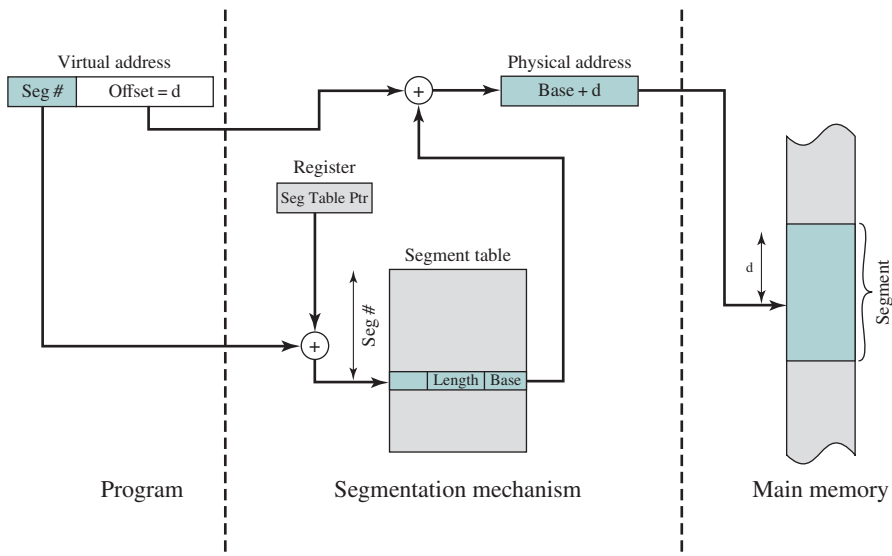 Virtual address
Seg # Offset = d
Physical address
+ Base + d
Register
Seg Table Ptr
Segment table
Seg #
+
Length Base
d
Segment
Program
Segmentation mechanism
Main memory